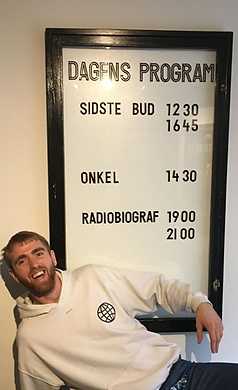 DAGENS PROGRAM
SIDSTE BUD 12 30
16 45
ONKEL 14 30
RADIOBIOGRAF 19 00
21 00